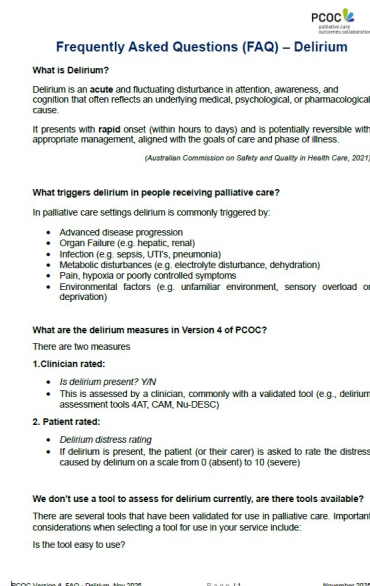 PCOC
palliative care
outcomes collaboration
Frequently Asked Questions (FAQ) – Delirium
What is Delirium?
Delirium is an acute and fluctuating disturbance in attention, awareness, and
cognition that often reflects an underlying medical, psychological, or pharmacological
cause.
It presents with rapid onset (within hours to days) and is potentially reversible with
appropriate management, aligned with the goals of care and phase of illness.
(Australian Commission on Safety and Quality in Health Care, 2021)
What triggers delirium in people receiving palliative care?
In palliative care settings delirium is commonly triggered by:
• Advanced disease progression
• Organ Failure (e.g. hepatic, renal)
• Infection (e.g. sepsis, UTI's, pneumonia)
• Metabolic disturbances (e.g. electrolyte disturbance, dehydration)
• Pain, hypoxia or poorly controlled symptoms
• Environmental factors (e.g. unfamiliar environment, sensory overload or
deprivation)
What are the delirium measures in Version 4 of PCOC?
There are two measures
1.Clinician rated:
• Is delirium present? Y/N
• This is assessed by a clinician, commonly with a validated tool (e.g., delirium
assessment tools 4AT, CAM, Nu-DESC)
2. Patient rated:
• Delirium distress rating
• If delirium is present, the patient (or their carer) is asked to rate the distress
caused by delirium on a scale from 0 (absent) to 10 (severe)
We don't use a tool to assess for delirium currently, are there tools available?
There are several tools that have been validated for use in palliative care. Important
considerations when selecting a tool for use in your service include:
Is the tool easy to use?
PCOC Version 4 FAQ - Delirium Nov 2025 Page | 1 November 2025